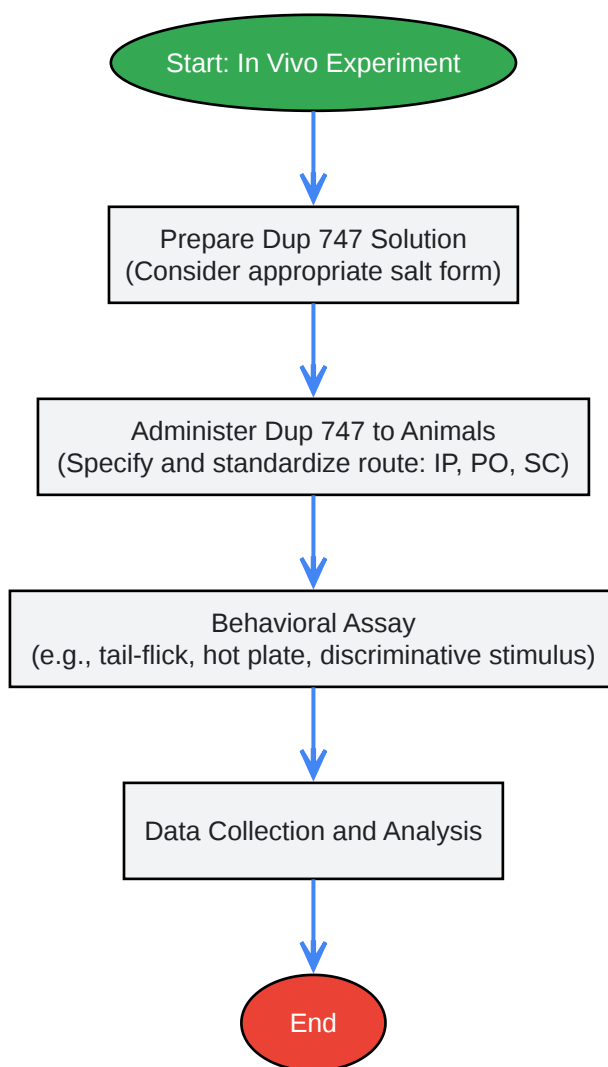 Start: In Vivo Experiment
Prepare Dup 747 Solution
(Consider appropriate salt form)
Administer Dup 747 to Animals
(Specify and standardize route: IP, PO, SC)
Behavioral Assay
(e.g., tail-flick, hot plate, discriminative stimulus)
Data Collection and Analysis
End